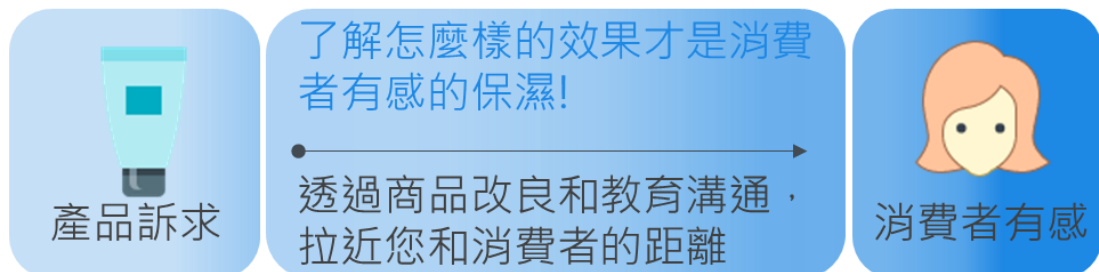 產品訴求
了解怎麼樣的效果才是消費
者有感的保濕!
透過商品改良和教育溝通，
拉近您和消費者的距離
消費者有感